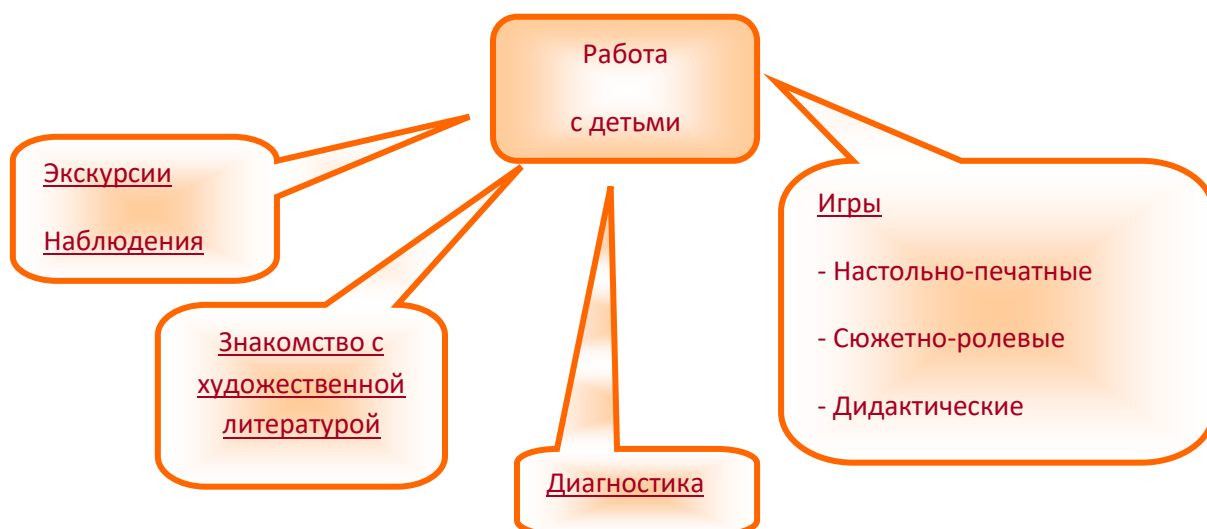 Работа
с детьми
Экскурсии
Наблюдения
Знакомство с
художественной
литературой
Диагностика
Игры
- Настольно-печатные
- Сюжетно-ролевые
- Дидактические